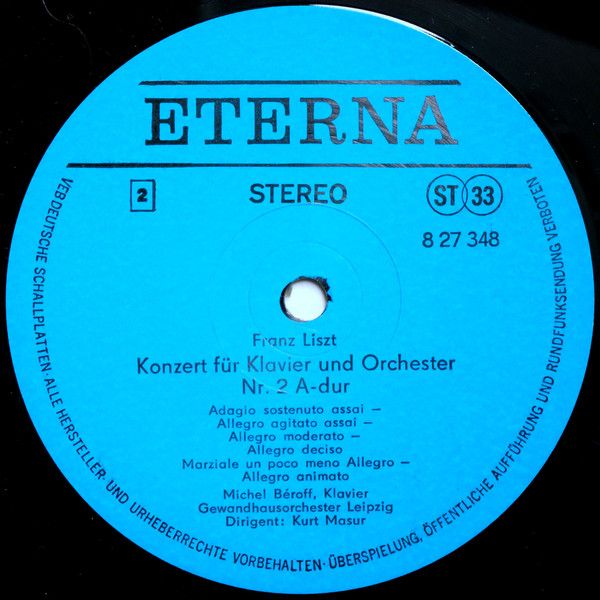 ETERNA
2 STEREO ST 33
8 27 348
Franz Liszt
Konzert für Klavier und Orchester
Nr. 2 A-dur
Adagio sostenuto assai –
Allegro agitato assai –
Allegro moderato –
Allegro deciso
Marziale un poco meno Allegro –
Allegro animato
Michel Béroff, Klavier
Gewandhausorchester Leipzig
Dirigent: Kurt Masur
VEB DEUTSCHE SCHALLPLATTEN · ALLE HERSTELLER- UND URHEBERRECHTE VORBEHALTEN · ÜBERSPIELUNG, ÖFFENTLICHE AUFFÜHRUNG UND RUNDFUNKSENDUNG VERBOTEN